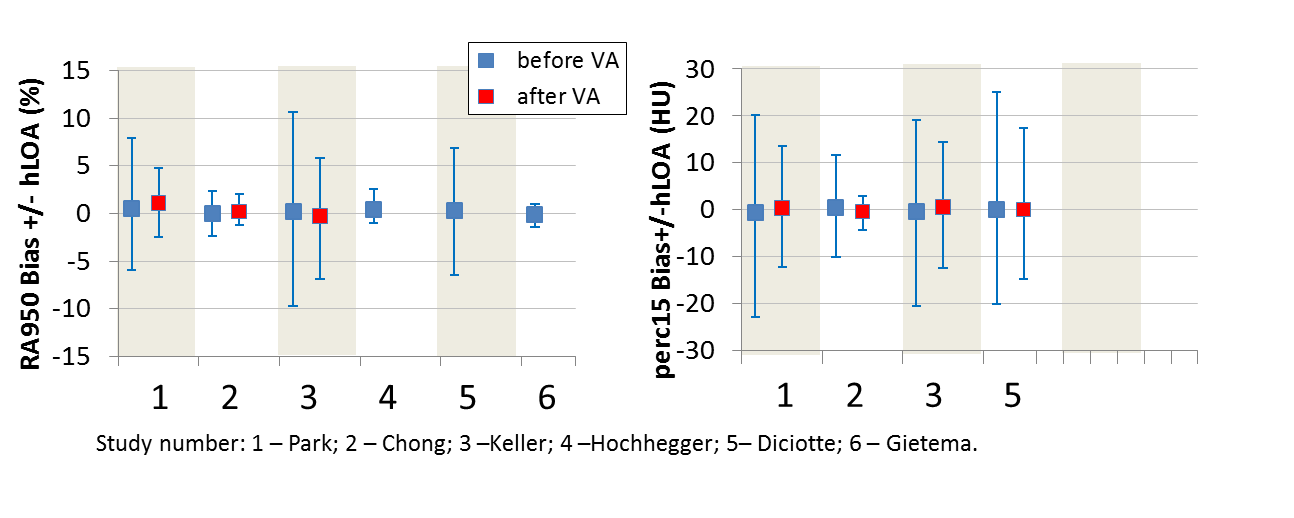 before VA
after VA
RA950 Bias +/- hLOA (%)
15
10
5
0
-5
-10
-15
1 2 3 4 5 6
perc15 Bias+/-hLOA (HU)
30
20
10
0
-10
-20
-30
1 2 3 5
Study number: 1 – Park; 2 – Chong; 3 –Keller; 4 –Hochhegger; 5– Diciotte; 6 – Gietema.